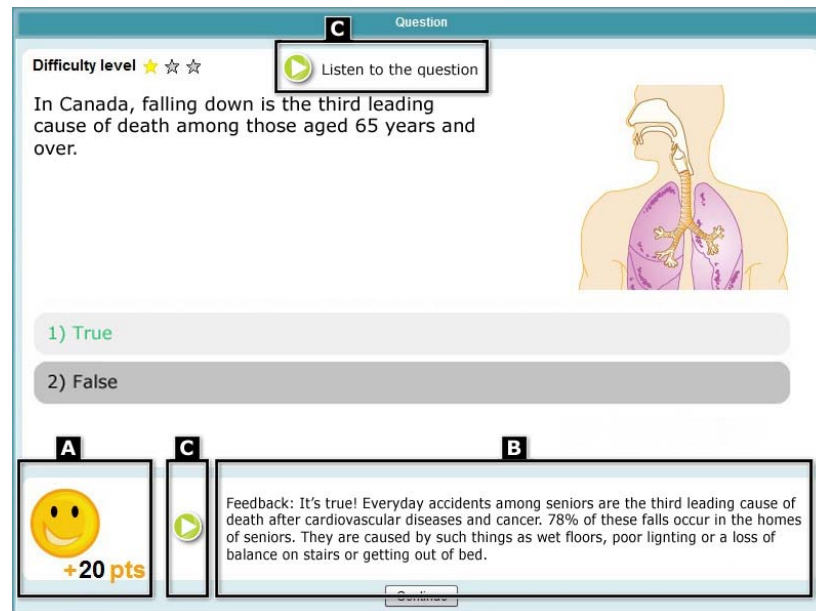 Question
C
Difficulty level
Listen to the question
In Canada, falling down is the third leading
cause of death among those aged 65 years and
over.
1) True
2) False
A
C
B
Feedback: It's true! Everyday accidents among seniors are the third leading cause of
death after cardiovascular diseases and cancer. 78% of these falls occur in the homes
of seniors. They are caused by such things as wet floors, poor lignting or a loss of
balance on stairs or getting out of bed.
+20 pts
Continue